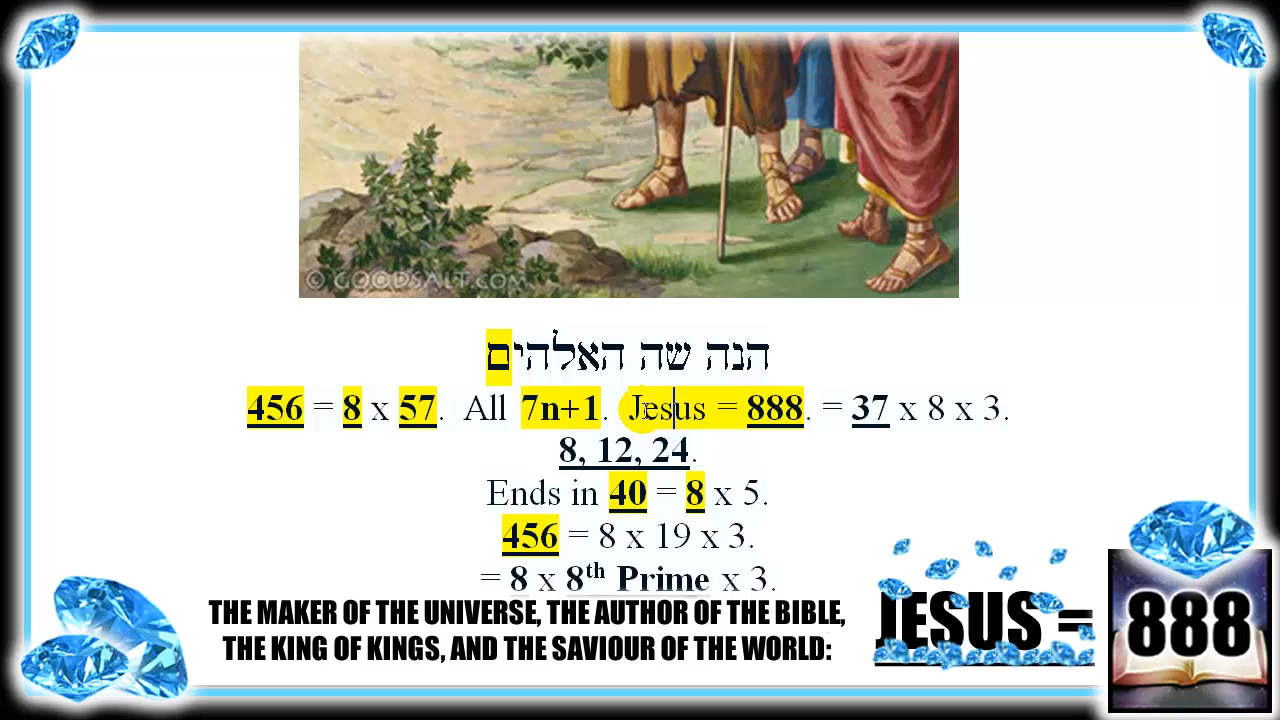 © GOODSALT.COM
הנה שה האלהים
456 = 8 x 57. All 7n+1. Jesus = 888. = 37 x 8 x 3.
8, 12, 24.
Ends in 40 = 8 x 5.
456 = 8 x 19 x 3.
= 8 x 8th Prime x 3.
THE MAKER OF THE UNIVERSE, THE AUTHOR OF THE BIBLE,
THE KING OF KINGS, AND THE SAVIOUR OF THE WORLD:
JESUS = 888